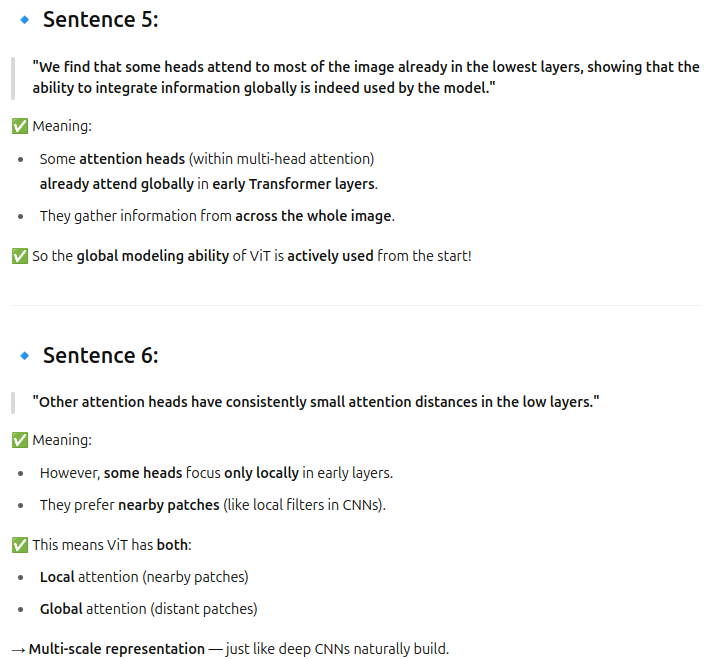 🔹 Sentence 5:
"We find that some heads attend to most of the image already in the lowest layers, showing that the
ability to integrate information globally is indeed used by the model."
✅ Meaning:
• Some attention heads (within multi-head attention)
already attend globally in early Transformer layers.
• They gather information from across the whole image.
✅ So the global modeling ability of ViT is actively used from the start!
🔹 Sentence 6:
"Other attention heads have consistently small attention distances in the low layers."
✅ Meaning:
• However, some heads focus only locally in early layers.
• They prefer nearby patches (like local filters in CNNs).
✅ This means ViT has both:
• Local attention (nearby patches)
• Global attention (distant patches)
→ Multi-scale representation — just like deep CNNs naturally build.